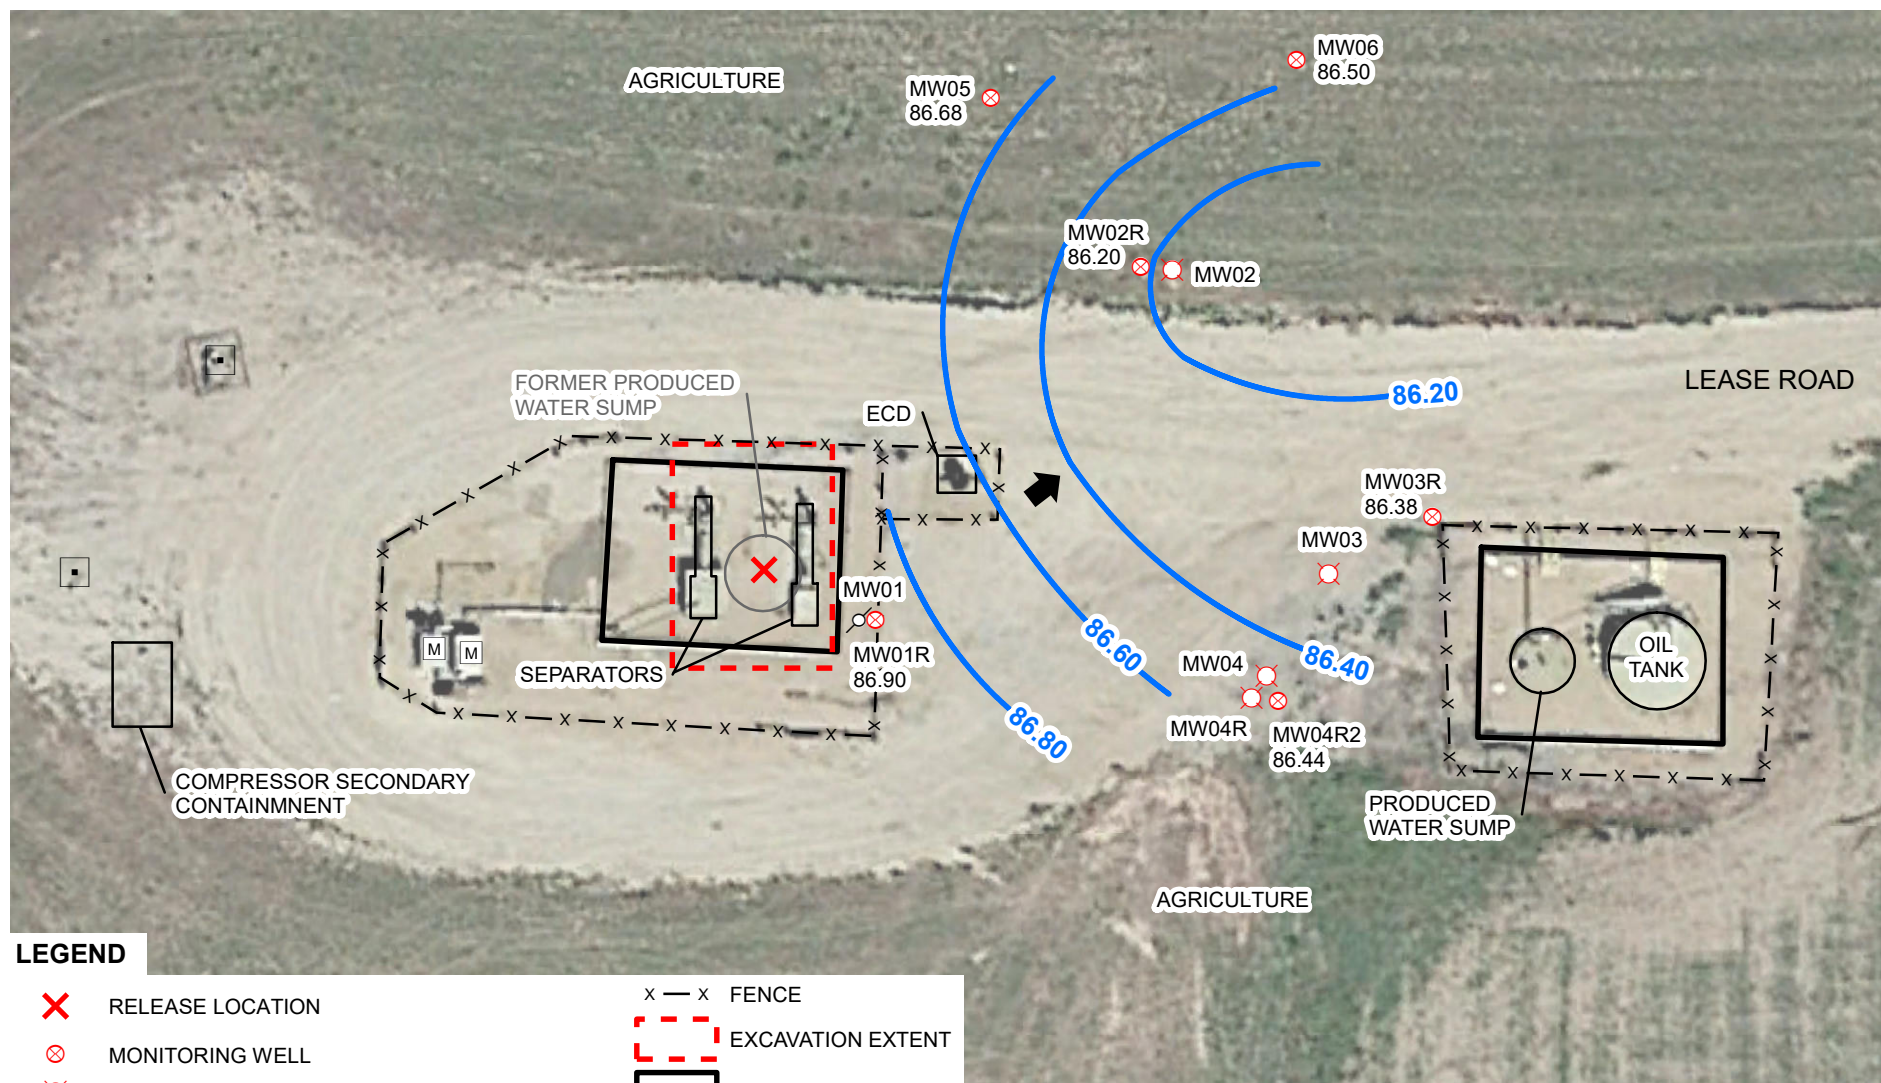 MW06
86.50
AGRICULTURE
MW05
86.68
MW02R
86.20
MW02
FORMER PRODUCED
WATER SUMP
LEASE ROAD
86.20
ECD
MW03R
86.38
MW03
MW01
MW01R
86.90
SEPARATORS
M
M
86.60
86.40
86.80
MW04
MW04R
MW04R2
86.44
OIL
TANK
COMPRESSOR SECONDARY
CONTAINMNENT
PRODUCED
WATER SUMP
AGRICULTURE
LEGEND
RELEASE LOCATION
MONITORING WELL
X X FENCE
EXCAVATION EXTENT